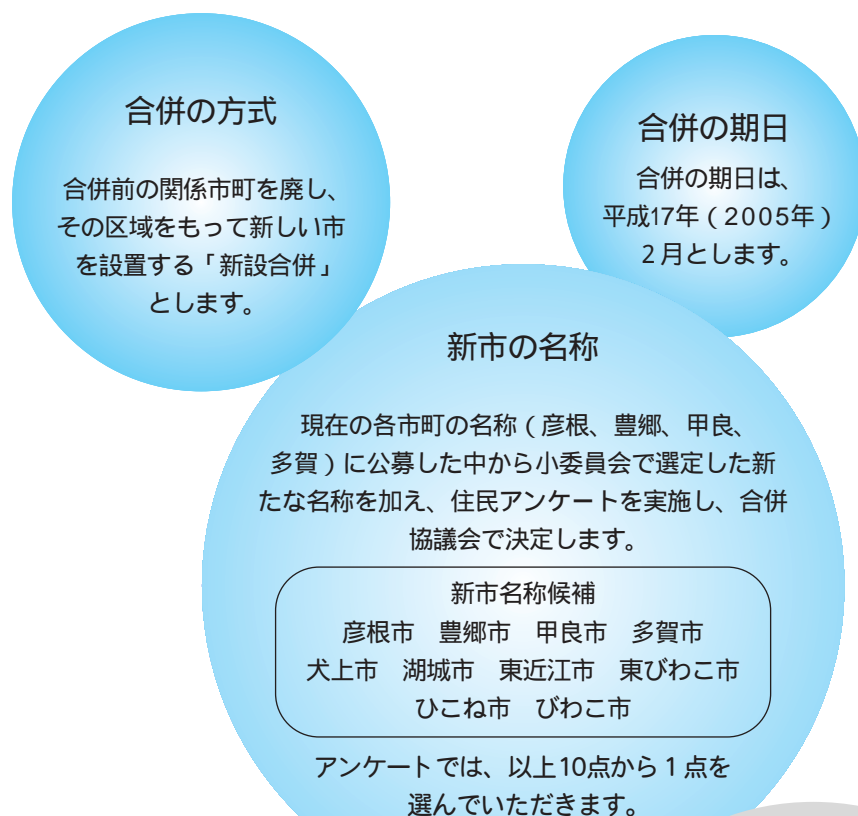 合併の方式
合併前の関係市町を廃し、
その区域をもって新しい市
を設置する「新設合併」
とします。
合併の期日
合併の期日は、
平成17年(2005年)
2月とします。
新市の名称
現在の各市町の名称(彦根、豊郷、甲良、
多賀)に公募した中から小委員会で選定した新
たな名称を加え、住民アンケートを実施し、合併
協議会で決定します。
新市名称候補
彦根市 豊郷市 甲良市 多賀市
犬上市 湖城市 東近江市 東びわこ市
ひこね市 びわこ市
アンケートでは、以上10点から1点を
選んでいただきます。